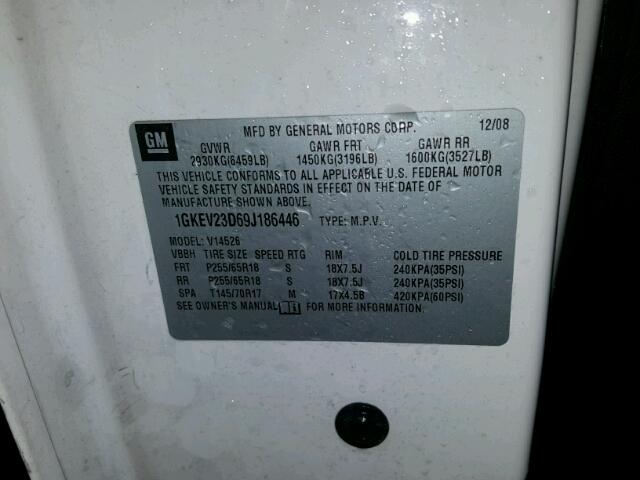 GM
MFD BY GENERAL MOTORS CORP. 12/08
GVWR GAWR FRT GAWR RR
2930KG(6459LB) 1450KG(3196LB) 1600KG(3527LB)
THIS VEHICLE CONFORMS TO ALL APPLICABLE U.S. FEDERAL MOTOR
VEHICLE SAFETY STANDARDS IN EFFECT ON THE DATE OF
MANUFACTURE SHOWN ABOVE.
1GKEV23D69J186446 TYPE: M.P.V.
MODEL: V14526
VBBH TIRE SIZE SPEED RTG RIM COLD TIRE PRESSURE
FRT P255/65R18 S 18X7.5J 240KPA(35PSI)
RR P255/65R18 S 18X7.5J 240KPA(35PSI)
SPA T145/70R17 M 17X4.5B 420KPA(60PSI)
SEE OWNER'S MANUAL FOR MORE INFORMATION.